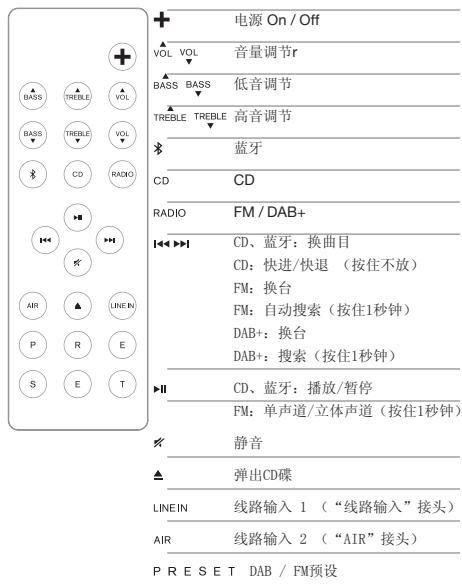 BASS TREBLE VOL
BASS TREBLE VOL
CD RADIO
AIR LINE IN
P R E
S E T
电源 On / Off
VOL VOL 音量调节r
BASS BASS 低音调节
TREBLE TREBLE 高音调节
蓝牙
CD CD
RADIO FM / DAB+
CD、蓝牙：换曲目
CD：快进/快退 （按住不放）
FM：换台
FM：自动搜索（按住1秒钟）
DAB+：换台
DAB+：搜索（按住1秒钟）
CD、蓝牙：播放/暂停
FM：单声道/立体声道（按住1秒钟）
静音
弹出CD碟
LINE IN 线路输入 1 （“线路输入”接头）
AIR 线路输入 2 （“AIR”接头）
P R E S E T DAB / FM预设